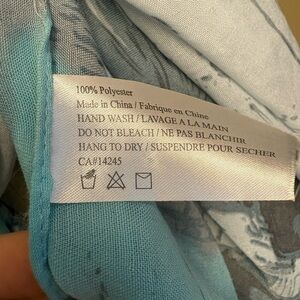 100% Polyester
Made in China / Fabrique en Chine
HAND WASH / LAVAGE A LA MAIN
DO NOT BLEACH / NE PAS BLANCHIR
HANG TO DRY / SUSPENDRE POUR SECHER
CA#14245